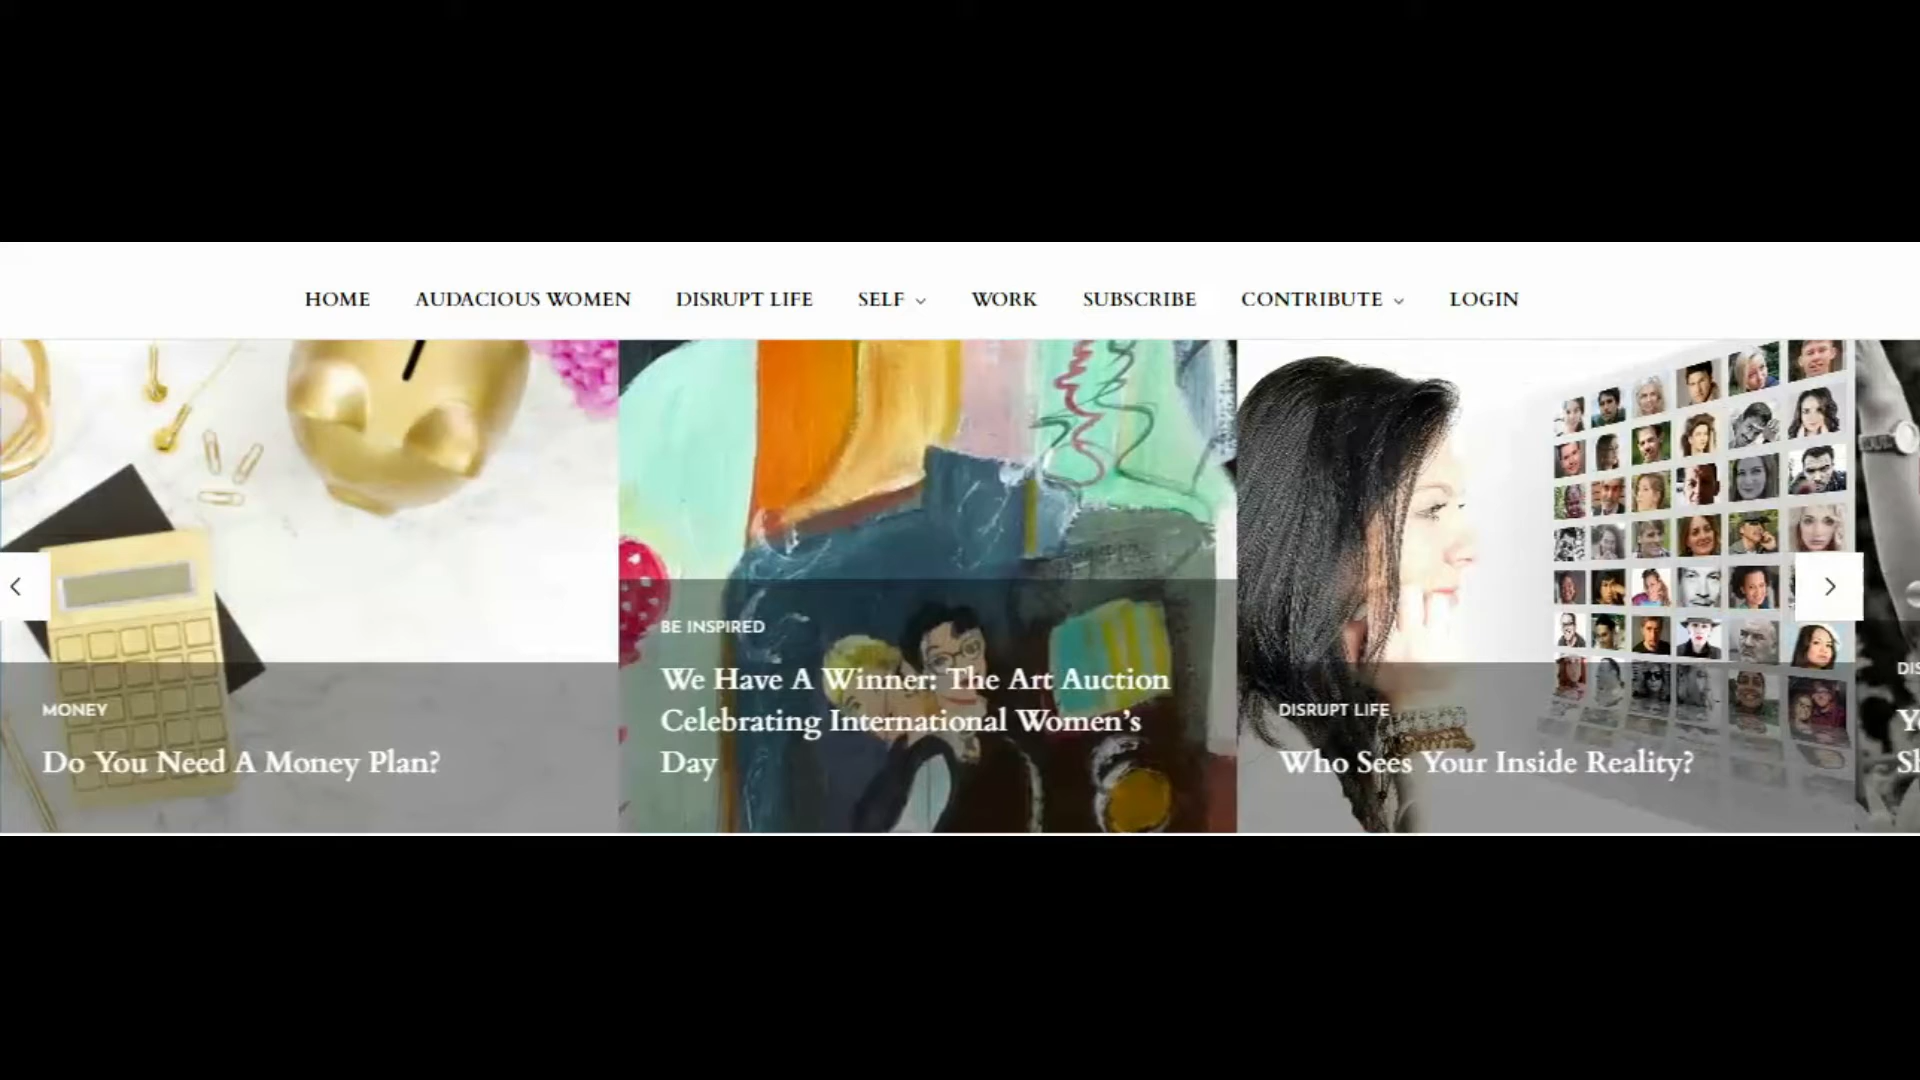 HOME AUDACIOUS WOMEN DISRUPT LIFE SELF WORK SUBSCRIBE CONTRIBUTE LOGIN
MONEY
Do You Need A Money Plan?
BE INSPIRED
We Have A Winner: The Art Auction
Celebrating International Women’s
Day
DISRUPT LIFE
Who Sees Your Inside Reality?